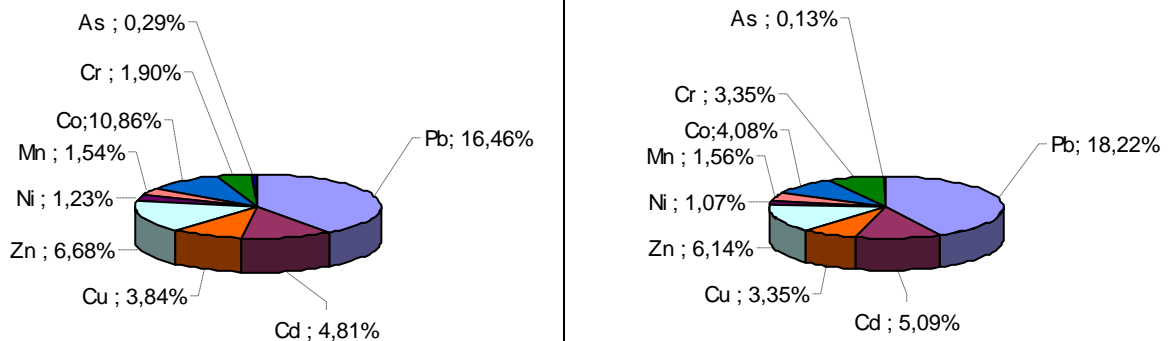 As ; 0,29%
Cr ; 1,90%
Co;10,86%
Mn ; 1,54%
Ni ; 1,23%
Zn ; 6,68%
Cu ; 3,84%
Cd ; 4,81%
Pb; 16,46%
As ; 0,13%
Cr ; 3,35%
Co;4,08%
Mn ; 1,56%
Ni ; 1,07%
Zn ; 6,14%
Cu ; 3,35%
Cd ; 5,09%
Pb; 18,22%